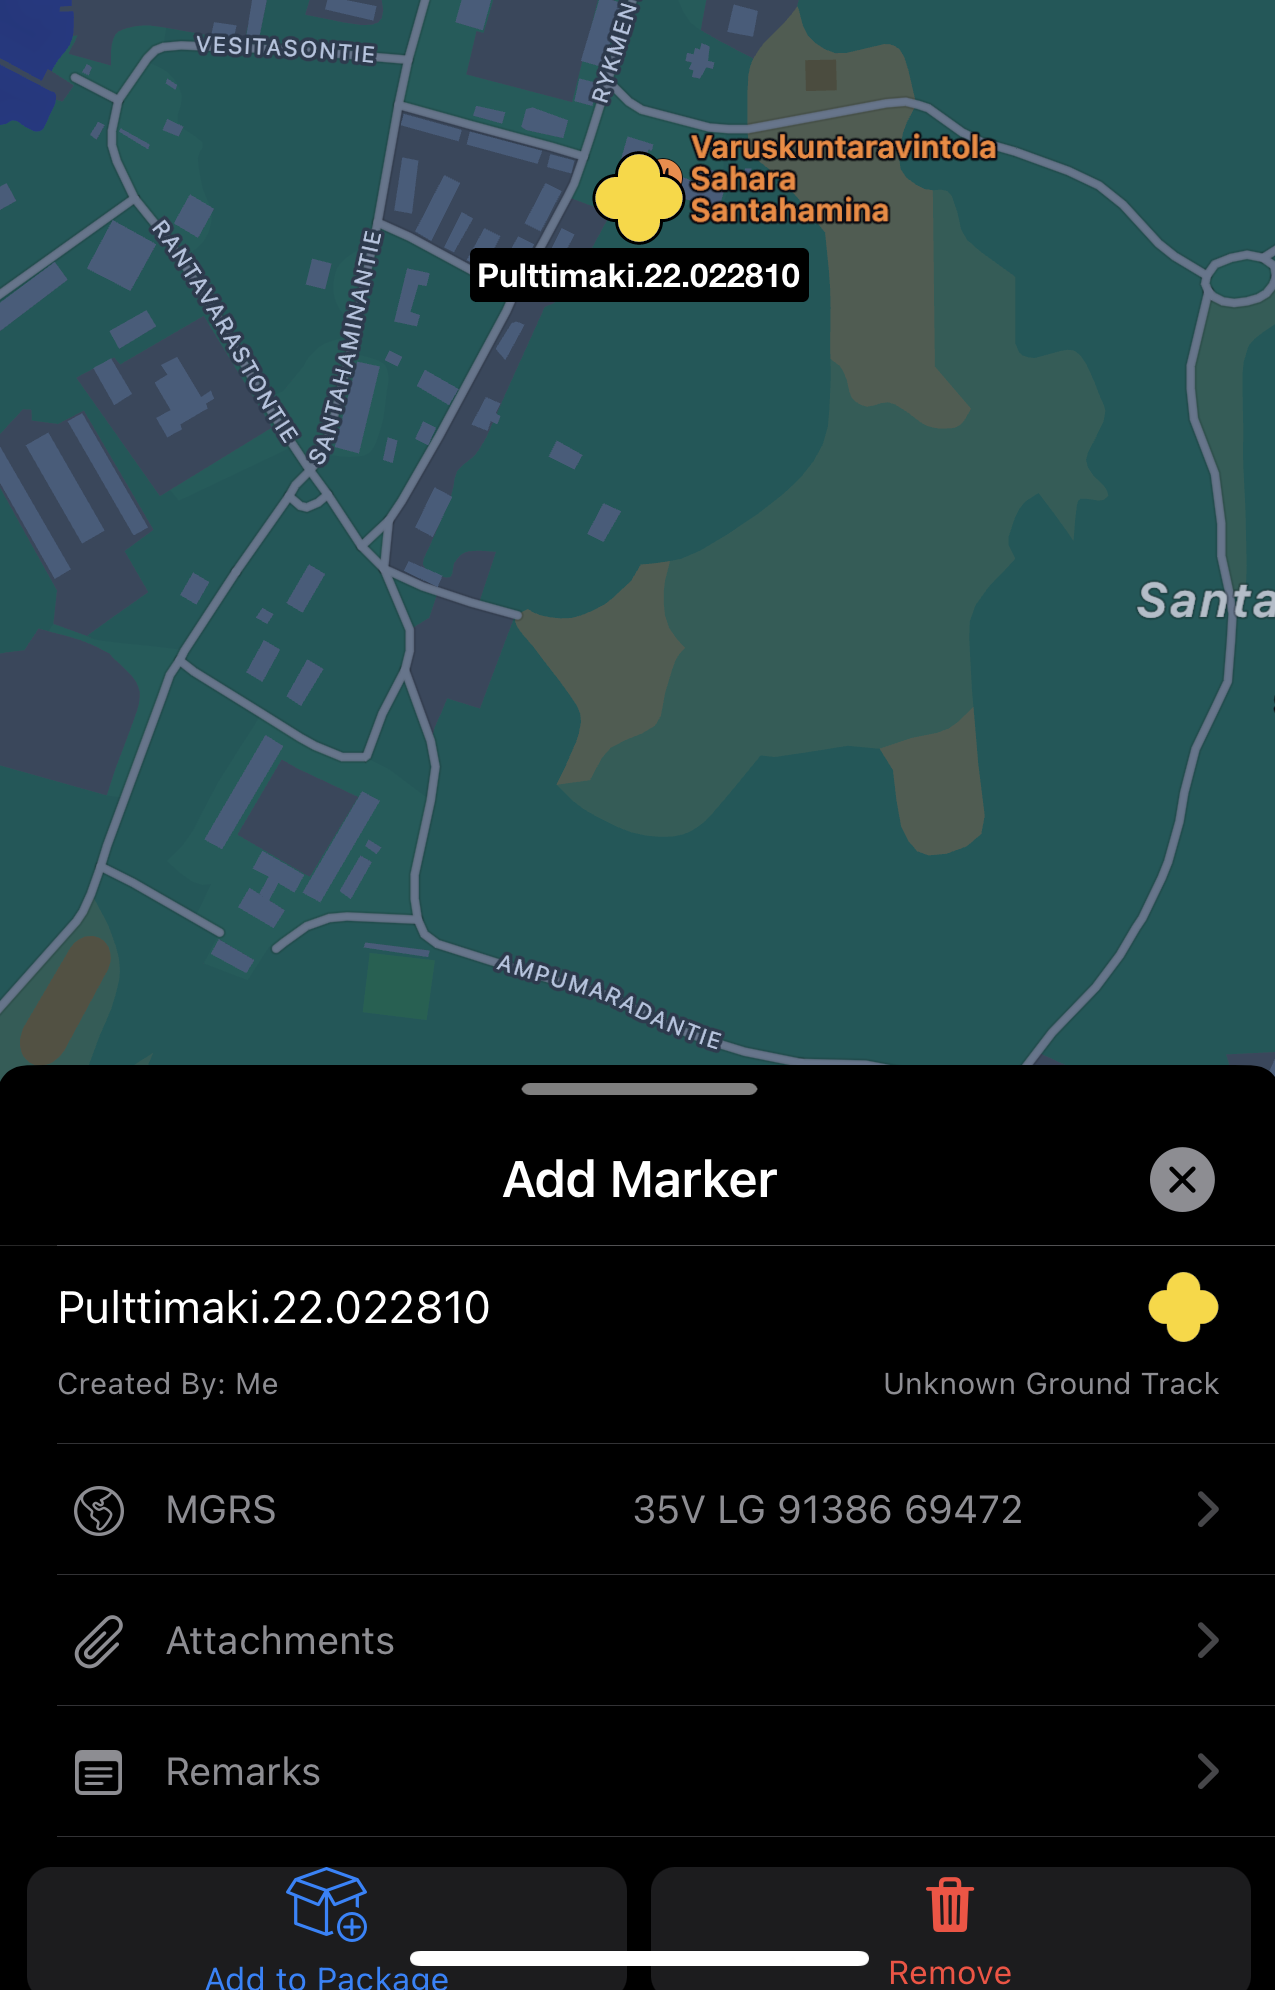 VESITASONTIE
RYKMEN
Varuskuntaravintola
Sahara
Santahamina
Pulttimaki.22.022810
RANTAVARASTONTIE
SANTAHAMINANTIE
Santa
AMPUMARADANTIE
Add Marker
Pulttimaki.22.022810
Created By: Me
Unknown Ground Track
MGRS
35V LG 91386 69472
Attachments
Remarks
Add to Package
Remove